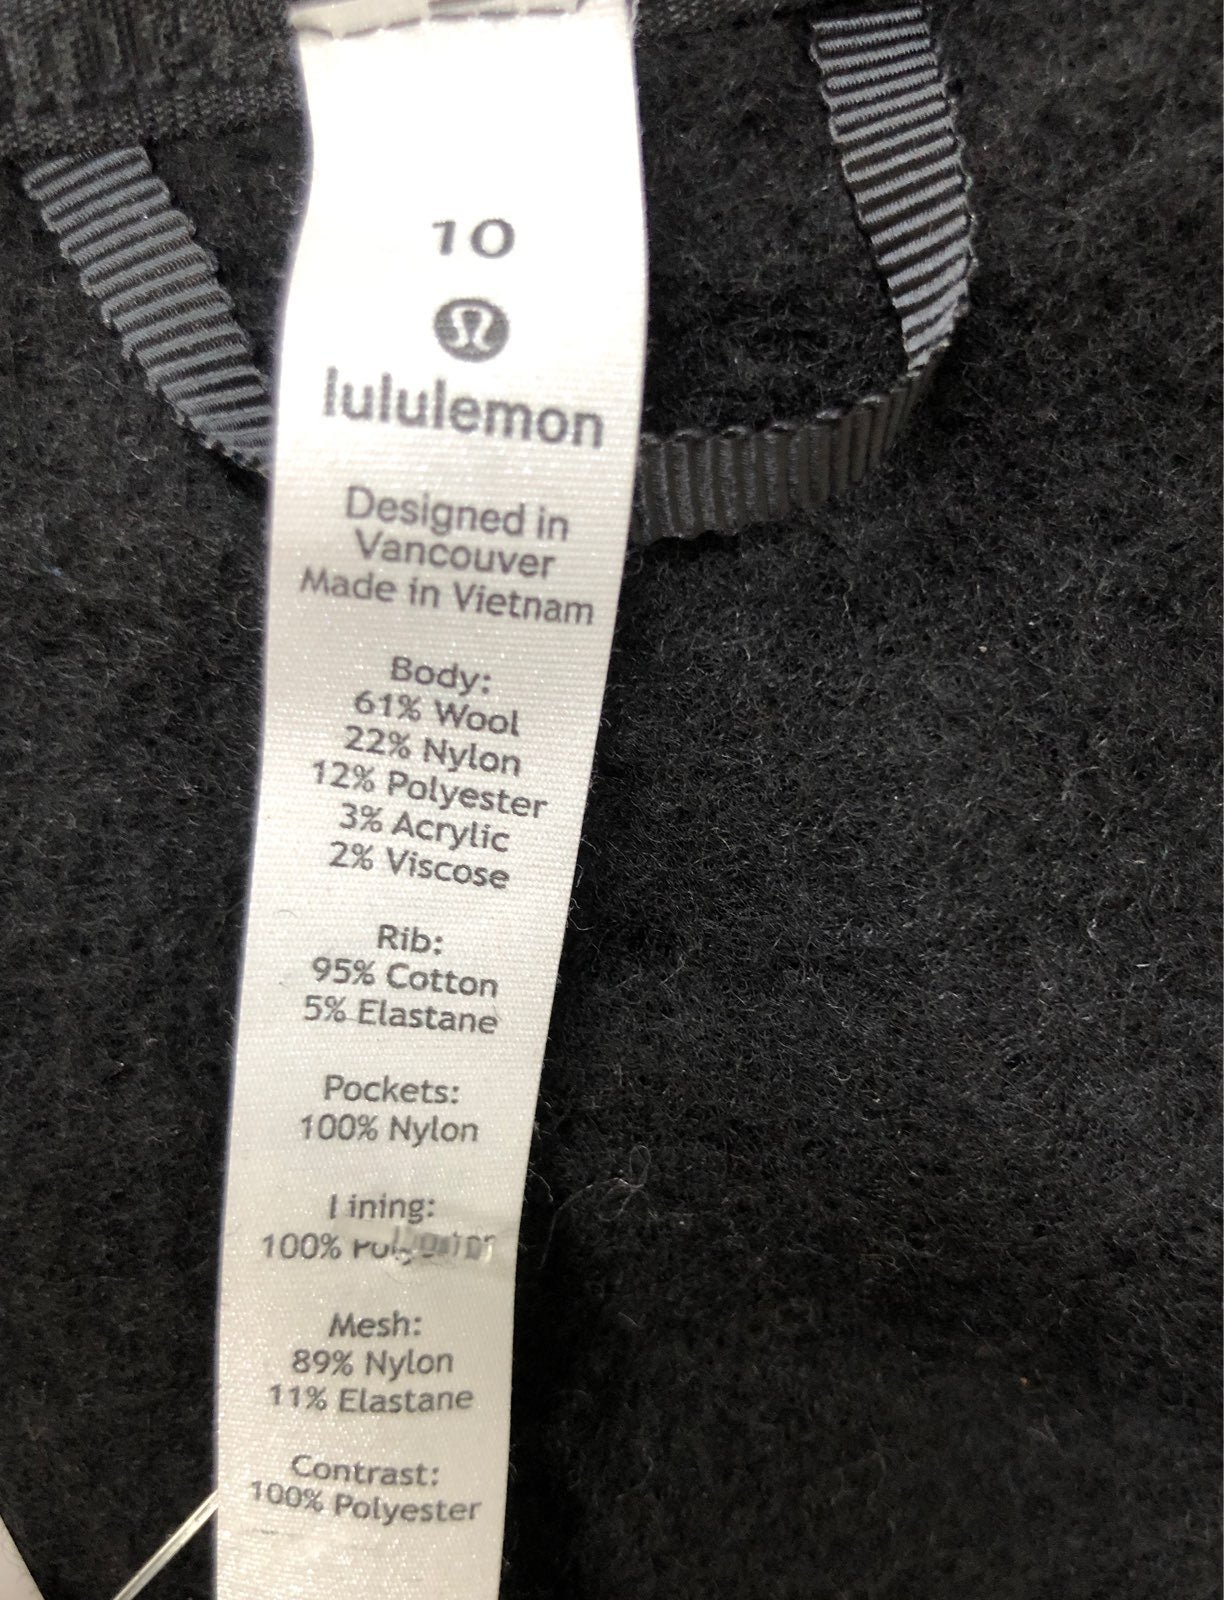 10
lululemon
Designed in
Vancouver
Made in Vietnam
Body:
61% Wool
22% Nylon
12% Polyester
3% Acrylic
2% Viscose
Rib:
95% Cotton
5% Elastane
Pockets:
100% Nylon
Lining:
100%
Mesh:
89% Nylon
11% Elastane
Contrast:
100% Polyester